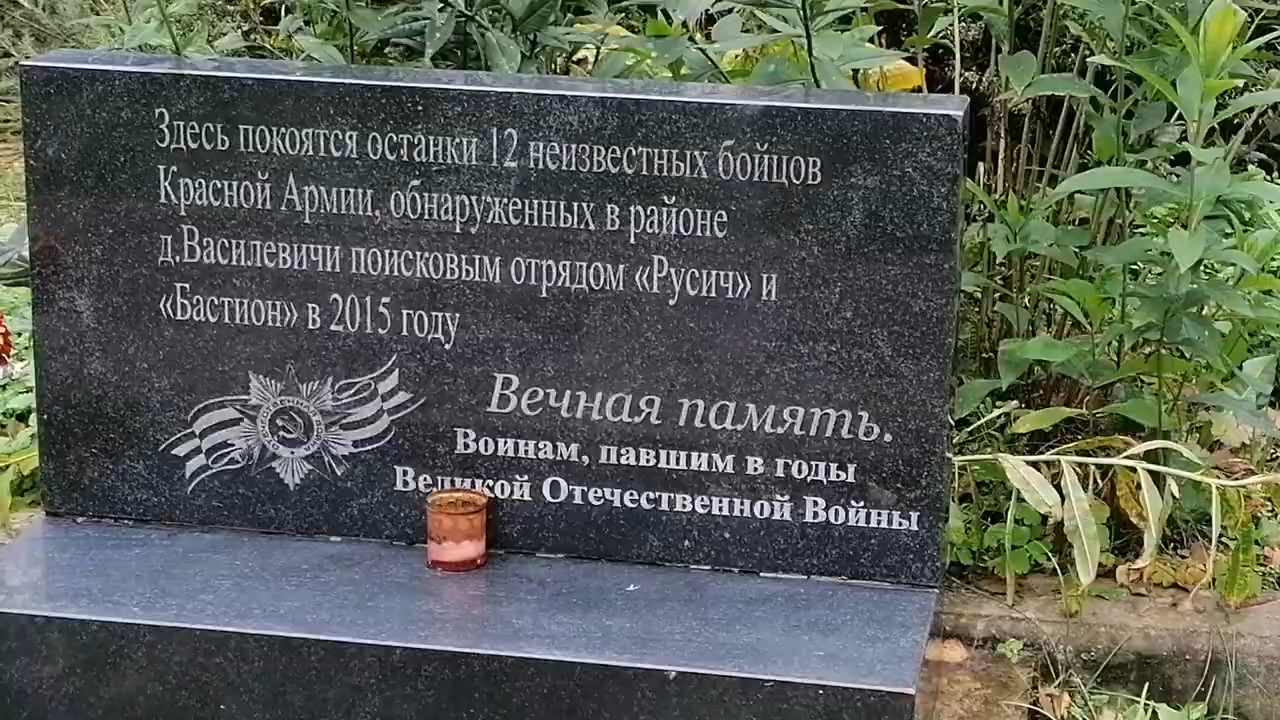 Здесь покоятся останки 12 неизвестных бойцов
Красной Армии, обнаруженных в районе
д.Василевичи поисковым отрядом «Русич» и
«Бастион» в 2015 году
Вечная память.
Воинам, павшим в годы
Великой Отечественной Войны